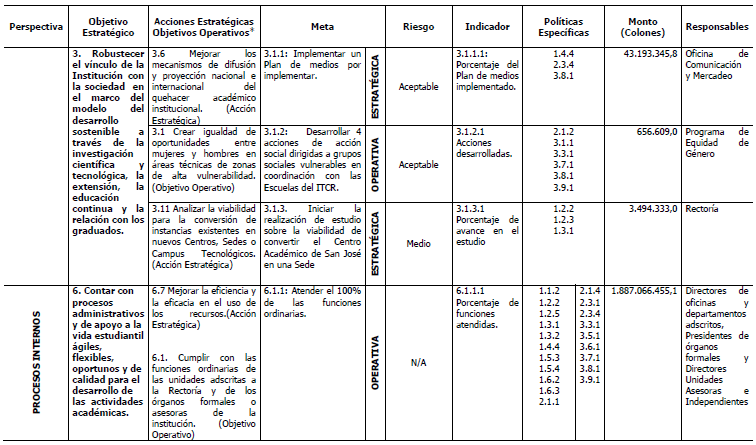 Perspectiva
Objetivo
Estratégico
Acciones Estratégicas
Objetivos Operativos*
Meta
Riesgo
Indicador
Políticas
Específicas
Monto
(Colones)
Responsables
3. Robustecer
el vínculo de la
Institución con
la sociedad en
el marco del
modelo del
desarrollo
sostenible a
través de la
investigación
científica y
tecnológica, la
extensión, la
educación
continua y la
relación con los
graduados.
3.6 Mejorar los
mecanismos de difusión
y proyección nacional e
internacional del
quehacer académico
institucional. (Acción
Estratégica)
3.1.1: Implementar un
Plan de medios por
implementar.
ESTRATÉGICA
Aceptable
3.1.1.1:
Porcentaje del
Plan de medios
implementado.
1.4.4
2.3.4
3.8.1
43.193.345,8
Oficina de
Comunicación
y Mercadeo
3.1 Crear igualdad de
oportunidades entre
mujeres y hombres en
áreas técnicas de zonas
de alta vulnerabilidad.
(Objetivo Operativo)
3.1.2: Desarrollar 4
acciones de acción
social dirigidas a grupos
sociales vulnerables en
coordinación con las
Escuelas del ITCR.
OPERATIVA
Aceptable
3.1.2.1
Acciones
desarrolladas.
2.1.2
3.1.1
3.3.1
3.7.1
3.8.1
3.9.1
656.609,0
Programa de
Equidad de
Género
3.11 Analizar la viabilidad
para la conversión de
instancias existentes en
nuevos Centros, Sedes o
Campus Tecnológicos.
(Acción Estratégica)
3.1.3. Iniciar la
realización de estudio
sobre la viabilidad de
convertir el Centro
Académico de San José
en una Sede
ESTRATÉGICA
Medio
3.1.3.1
Porcentaje de
avance en el
estudio
1.2.2
1.2.3
1.3.1
3.494.333,0
Rectoría
PROCESOS INTERNOS
6. Contar con
procesos
administrativos
y de apoyo a la
vida estudiantil
ágiles,
flexibles,
oportunos y de
calidad para el
desarrollo de
las actividades
académicas.
6.7 Mejorar la eficiencia y
la eficacia en el uso de
los recursos.(Acción
Estratégica)
6.1. Cumplir con las
funciones ordinarias de
las unidades adscritas a
la Rectoría y de los
órganos formales o
asesoras de la
institución. (Objetivo
Operativo)
6.1.1: Atender el 100%
de las funciones
ordinarias.
OPERATIVA
N/A
6.1.1.1
Porcentaje de
funciones
atendidas.
1.1.2
1.2.2
1.2.5
1.3.1
1.3.2
1.4.4
1.5.3
1.5.4
1.6.2
1.6.3
2.1.1
2.1.4
2.3.1
2.3.4
3.3.1
3.5.1
3.6.1
3.7.1
3.8.1
3.9.1
1.887.066.455,1
Directores de
oficinas y
departamentos
adscritos,
Presidentes de
órganos
formales y
Directores
Unidades
Asesoras e
Independientes